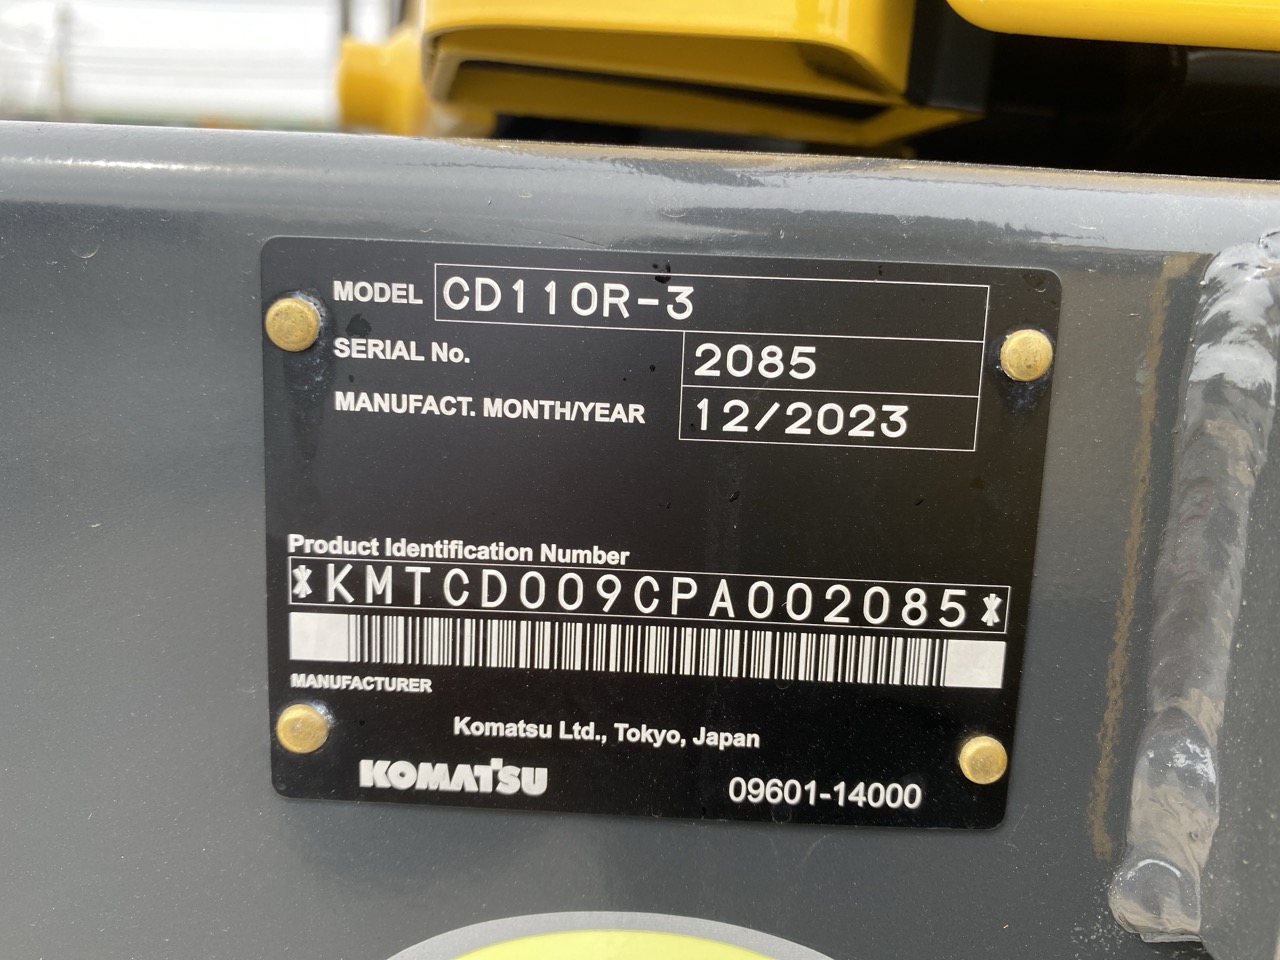 MODEL CD110R-3
SERIAL No. 2085
MANUFACT. MONTH/YEAR 12/2023
Product Identification Number
*KMTCD009CPA002085*
MANUFACTURER
Komatsu Ltd., Tokyo, Japan
KOMATSU 09601-14000